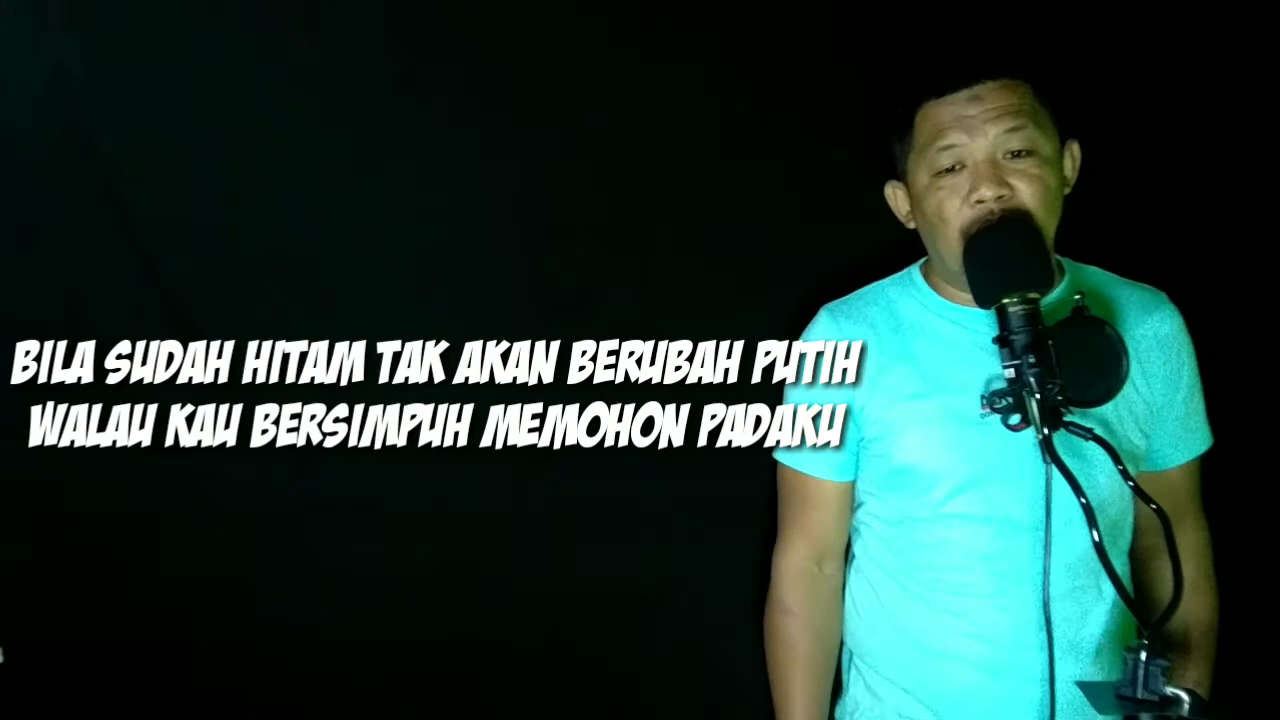 BILA SUDAH HITAM TAK AKAN BERUBAH PUTIH
WALAU KAU BERSIMPUH MEMOHON PADAKU